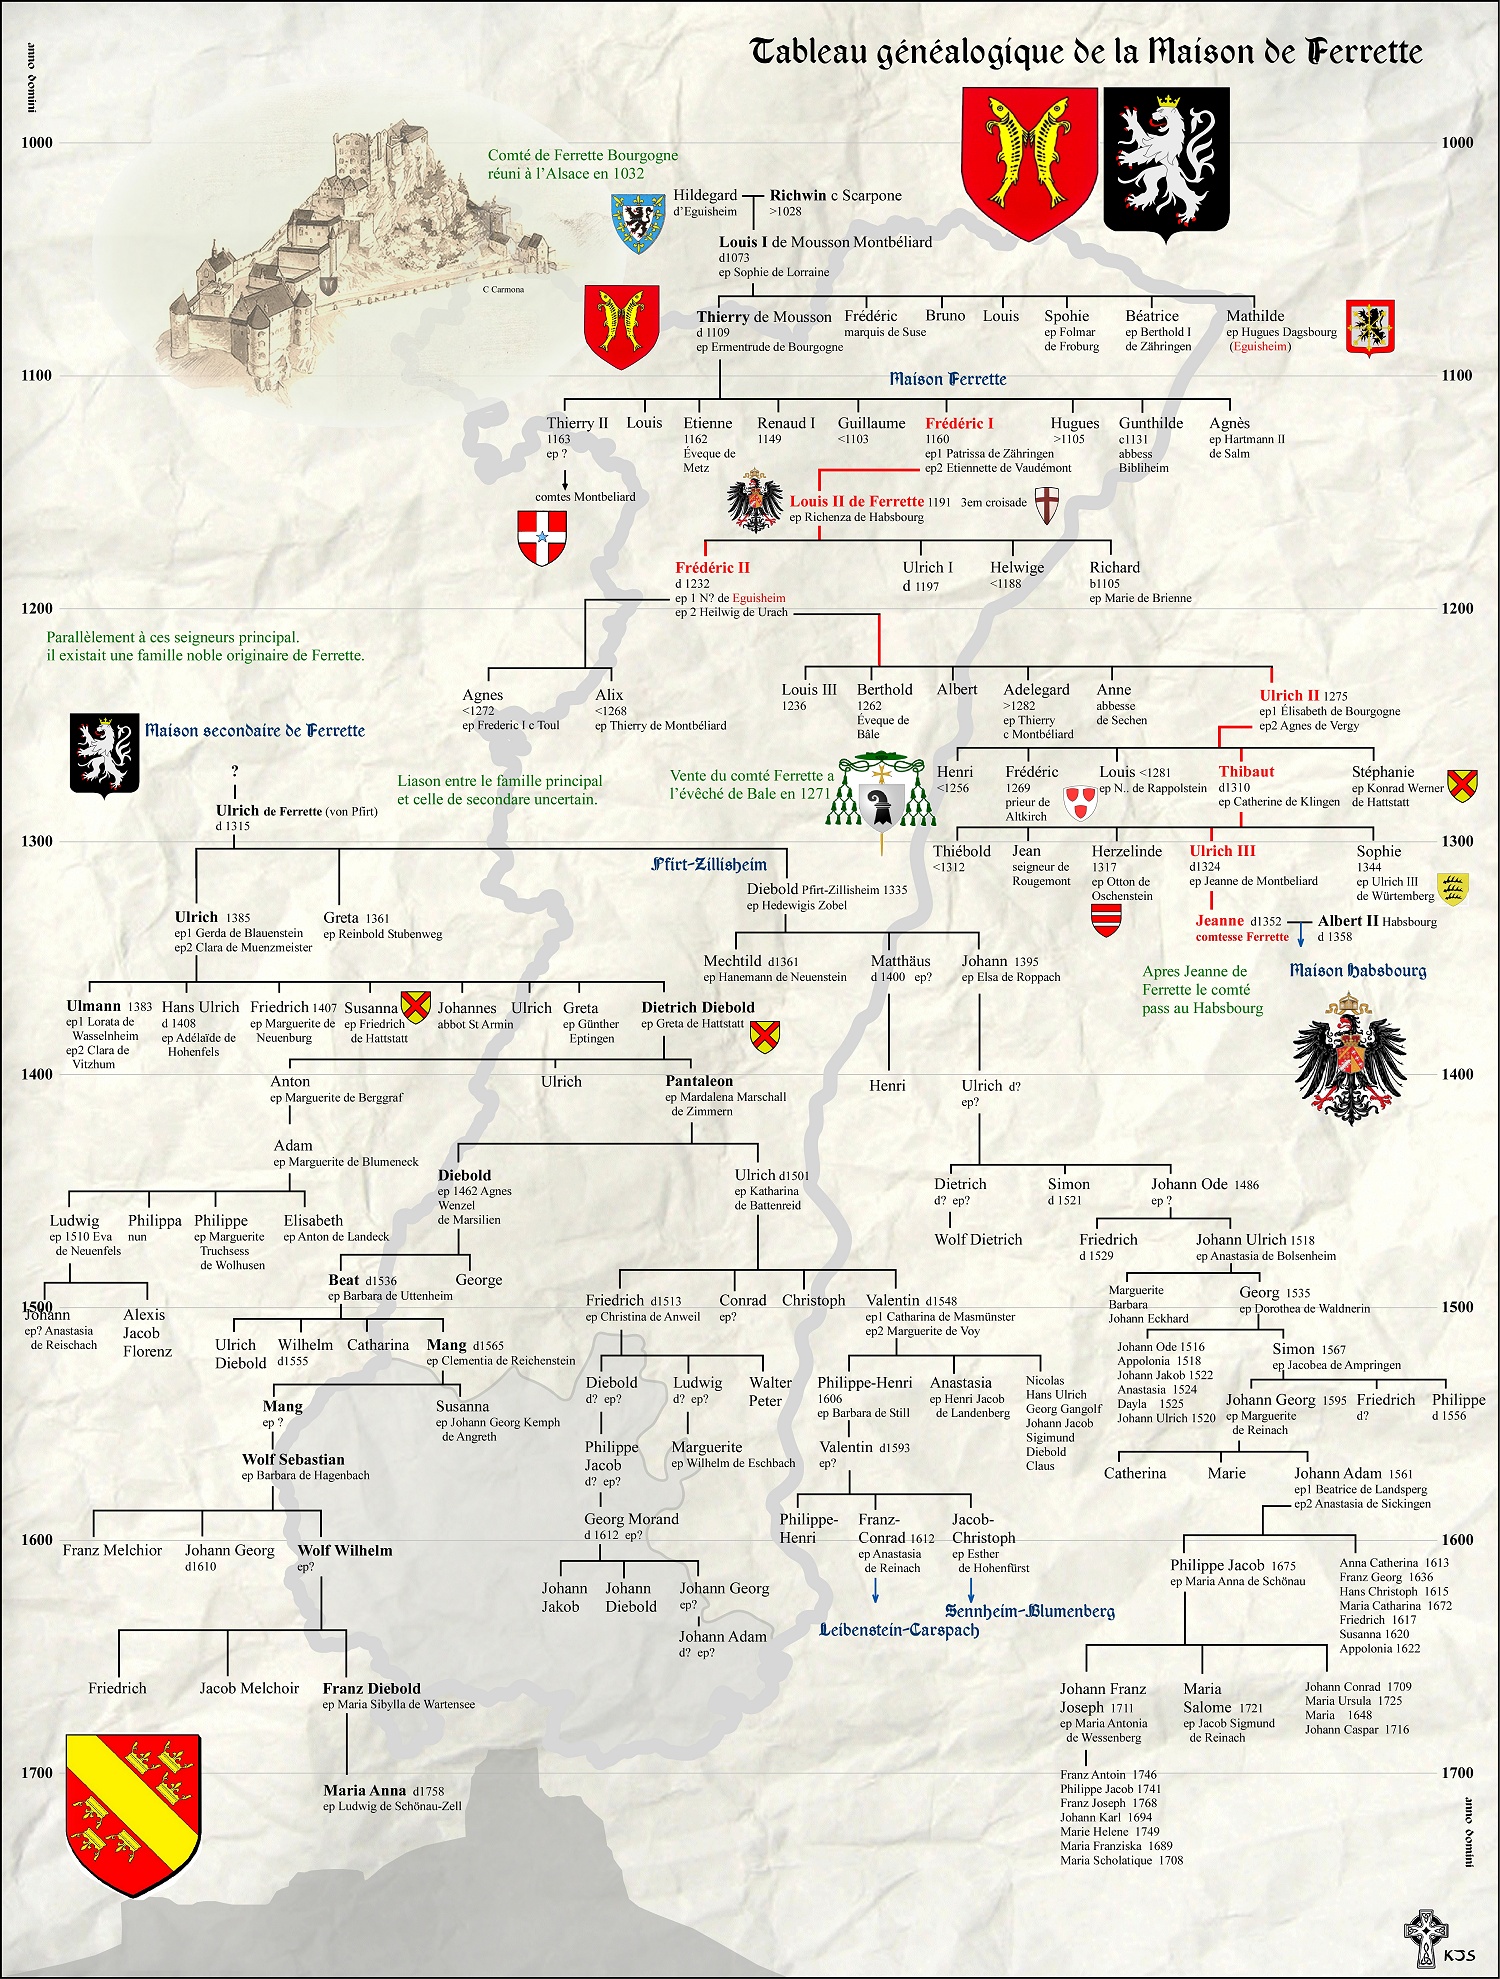 Tableau généalogique de la Maison de Ferrette
anno domini
1000
1000
Comté de Ferrette Bourgogne
réuni à l'Alsace en 1032
C Carmona
Hildegard
d'Eguisheim
Richwin c Scarpone
>1028
Louis I de Mousson Montbéliard
d1073
ep Sophie de Lorraine
Thierry de Mousson
d 1109
ep Ermentrude de Bourgogne
Frédéric
marquis de Suse
Bruno
Louis
Spohie
ep Folmar
de Froburg
Béatrice
ep Berthold I
de Zähringen
Mathilde
ep Hugues Dagsbourg
(Eguisheim)
1100
1100
Maison Ferrette
Thierry II
1163
ep ?
comtes Montbeliard
Louis
Etienne
1162
Éveque de
Metz
Renaud I
1149
Guillaume
<1103
Frédéric I
1160
ep1 Patrissa de Zähringen
ep2 Etiennette de Vaudémont
Hugues
>1105
Gunthilde
c1131
abbess
Bibliheim
Agnès
ep Hartmann II
de Salm
Louis II de Ferrette 1191 3em croisade
ep Richenza de Habsbourg
Frédéric II
d 1232
ep 1 N? de Eguisheim
ep 2 Heilwig de Urach
Ulrich I
d 1197
Helwige
<1188
Richard
b1105
ep Marie de Brienne
1200
1200
Parallèlement à ces seigneurs principal.
il existait une famille noble originaire de Ferrette.
Agnes
<1272
ep Frederic I c Toul
Alix
<1268
ep Thierry de Montbéliard
Louis III
1236
Berthold
1262
Éveque de
Bâle
Albert
Adelegard
>1282
ep Thierry
c Montbéliard
Anne
abbesse
de Sechen
Ulrich II 1275
ep1 Élisabeth de Bourgogne
ep2 Agnes de Vergy
Maison secondaire de Ferrette
?
Ulrich de Ferrette (von Pfirt)
d 1315
Liason entre le famille principal
et celle de secondare uncertain.
Vente du comté Ferrette a
l'évêché de Bale en 1271
Henri
<1256
Frédéric
1269
prieur de
Altkirch
Louis <1281
ep N.. de Rappolstein
Thibaut
d1310
ep Catherine de Klingen
Stéphanie
ep Konrad Werner
de Hattstatt
1300
1300
Thiébold
<1312
Jean
seigneur de
Rougemont
Herzelinde
1317
ep Otton de
Oschenstein
Ulrich III
d1324
ep Jeanne de Montbeliard
Sophie
1344
ep Ulrich III
de Würtemberg
Jeanne d1352
comtesse Ferrette
Albert II Habsbourg
d 1358
Maison Habsbourg
Apres Jeanne de
Ferrette le comté
pass au Habsbourg
Pfirt-Zillisheim
Diebold Pfirt-Zillisheim 1335
ep Hedewigis Zobel
Ulrich 1385
ep1 Gerda de Blauenstein
ep2 Clara de Muenzmeister
Greta 1361
ep Reinbold Stubenweg
Mechtild d1361
ep Hanemann de Neuenstein
Matthäus
d 1400 ep?
Johann 1395
ep Elsa de Roppach
Ulmann 1383
ep1 Lorata de
Wasselnheim
ep2 Clara de
Vitzhum
Hans Ulrich
d 1408
ep Adélaïde de
Hohenfels
Friedrich 1407
ep Marguerite de
Neuenburg
Susanna
ep Friedrich
de Hattstatt
Johannes
abbot St Armin
Ulrich
Greta
ep Günther
Eptingen
Dietrich Diebold
ep Greta de Hattstatt
1400
1400
Anton
ep Marguerite de Berggraf
Ulrich
Pantaleon
ep Mardalena Marschall
de Zimmern
Henri
Ulrich d?
ep?
Adam
ep Marguerite de Blumeneck
Diebold
ep 1462 Agnes
Wenzel
de Marsilien
Ulrich d1501
ep Katharina
de Battenreid
Dietrich
d? ep?
Wolf Dietrich
Simon
d 1521
Johann Ode 1486
ep ?
Ludwig
ep 1510 Eva
de Neuenfels
Philippa
nun
Philippe
ep Marguerite
Truchsess
de Wolhusen
Elisabeth
ep Anton de Landeck
Friedrich
d 1529
Johann Ulrich 1518
ep Anastasia de Bolsenheim
Beat d1536
ep Barbara de Uttenheim
George
Friedrich d1513
ep Christina de Anweil
Conrad
ep?
Christoph
Valentin d1548
ep1 Catharina de Masmünster
ep2 Marguerite de Voy
Marguerite
Barbara
Johann Eckhard
Georg 1535
ep Dorothea de Waldnerin
1500
1500
Johann
ep? Anastasia
de Reischach
Alexis
Jacob
Florenz
Ulrich
Diebold
Wilhelm
d1555
Catharina
Mang d1565
ep Clementia de Reichenstein
Johann Ode 1516
Appolonia 1518
Johann Jakob 1522
Anastasia 1524
Dayla 1525
Johann Ulrich 1520
Simon 1567
ep Jacobea de Ampringen
Diebold
d? ep?
Ludwig
d? ep?
Walter
Peter
Philippe-Henri
1606
ep Barbara de Still
Anastasia
ep Henri Jacob
de Landenberg
Nicolas
Hans Ulrich
Georg Gangolf
Johann Jacob
Sigimund
Diebold
Claus
Johann Georg 1595
ep Marguerite
de Reinach
Friedrich
d?
Philippe
d 1556
Mang
ep ?
Susanna
ep Johann Georg Kemph
de Angreth
Wolf Sebastian
ep Barbara de Hagenbach
Philippe
Jacob
d? ep?
Marguerite
ep Wilhelm de Eschbach
Valentin d1593
ep?
Catherina
Marie
Johann Adam 1561
ep1 Beatrice de Landsperg
ep2 Anastasia de Sickingen
Georg Morand
d 1612 ep?
Philippe-
Henri
Franz-
Conrad 1612
ep Anastasia
de Reinach
Jacob-
Christoph
ep Esther
de Hohenfürst
1600
1600
Franz Melchior
Johann Georg
d1610
Wolf Wilhelm
ep?
Philippe Jacob 1675
ep Maria Anna de Schönau
Anna Catherina 1613
Franz Georg 1636
Hans Christoph 1615
Maria Catharina 1672
Friedrich 1617
Susanna 1620
Appolonia 1622
Johann
Jakob
Johann
Diebold
Johann Georg
ep?
Johann Adam
d? ep?
Sennheim-Blumenberg
Leibenstein-Carspach
Friedrich
Jacob Melchoir
Franz Diebold
ep Maria Sibylla de Wartensee
Johann Franz
Joseph 1711
ep Maria Antonia
de Wessenberg
Maria
Salome 1721
ep Jacob Sigmund
de Reinach
Johann Conrad 1709
Maria Ursula 1725
Maria 1648
Johann Caspar 1716
1700
1700
Maria Anna d1758
ep Ludwig de Schönau-Zell
Franz Antoin 1746
Philippe Jacob 1741
Franz Joseph 1768
Johann Karl 1694
Marie Helene 1749
Maria Franziska 1689
Maria Scholatique 1708
anno domini
KJS